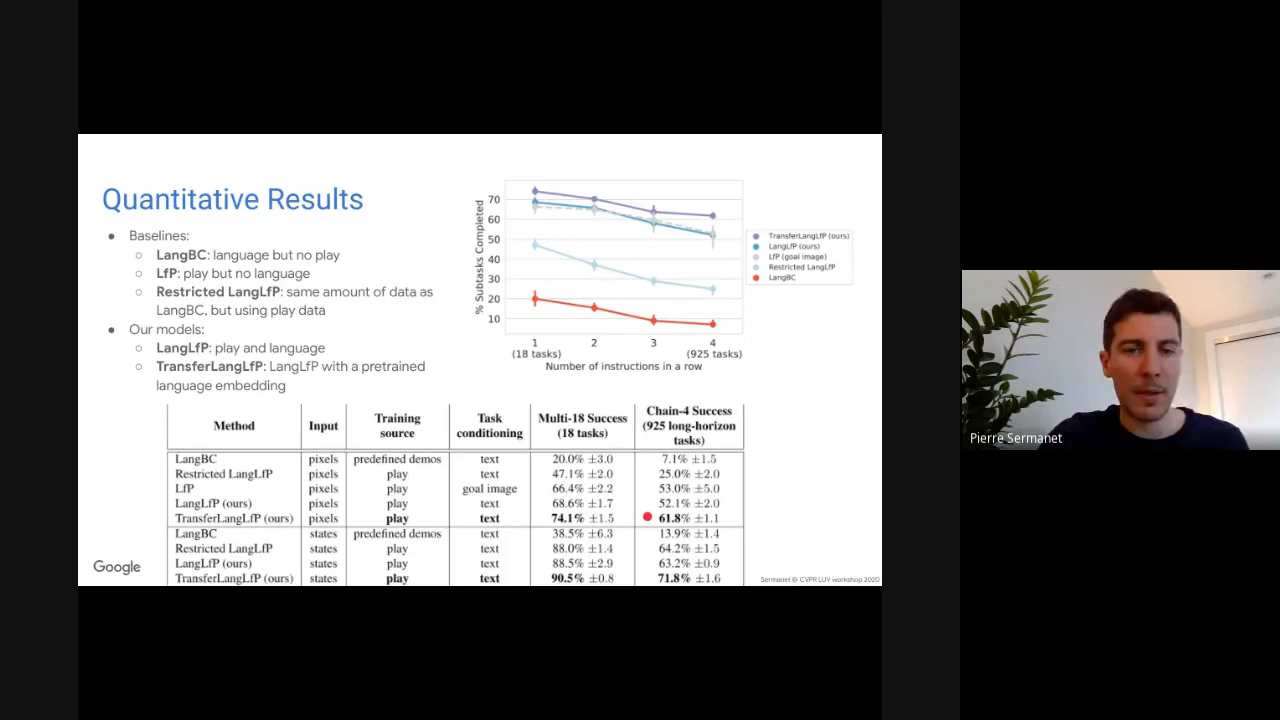 Quantitative Results
● Baselines:
○ LangBC: language but no play
○ LfP: play but no language
○ Restricted LangLfP: same amount of data as
LangBC, but using play data
● Our models:
○ LangLfP: play and language
○ TransferLangLfP: LangLfP with a pretrained
language embedding
% Subtasks Completed
70
60
50
40
30
20
10
1 2 3 4
(18 tasks) (925 tasks)
Number of instructions in a row
TransferLangLfP (ours)
LangLfP (ours)
LfP (goal image)
Restricted LangLfP
LangBC
Method Input Training source Task conditioning Multi-18 Success (18 tasks) Chain-4 Success (925 long-horizon tasks)
LangBC pixels predefined demos text 20.0% ±3.0 7.1% ±1.5
Restricted LangLfP pixels play text 47.1% ±2.0 25.0% ±2.0
LfP pixels play goal image 66.4% ±2.2 53.0% ±5.0
LangLfP (ours) pixels play text 68.6% ±1.7 52.1% ±2.0
TransferLangLfP (ours) pixels play text 74.1% ±1.5 61.8% ±1.1
LangBC states predefined demos text 38.5% ±6.3 13.9% ±1.4
Restricted LangLfP states play text 88.0% ±1.4 64.2% ±1.5
LangLfP (ours) states play text 88.5% ±2.9 63.2% ±0.9
TransferLangLfP (ours) states play text 90.5% ±0.8 71.8% ±1.6
Google
Sermanet @ CVPR LUV workshop 2020
Pierre Sermanet